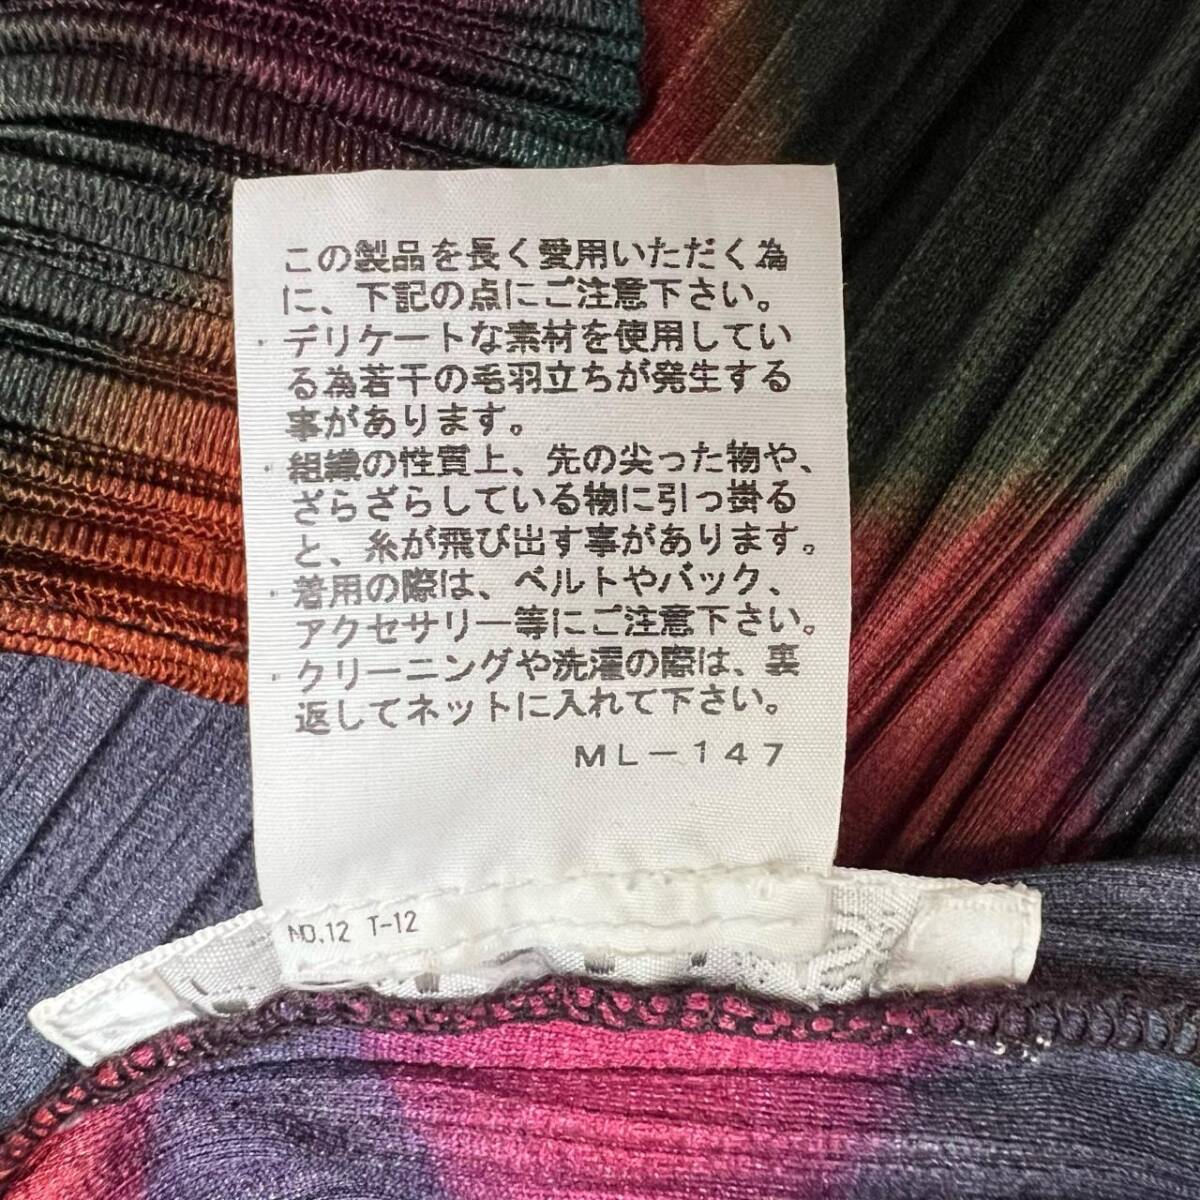 この製品を長く愛用いただく為
に、下記の点にご注意下さい。
・デリケートな素材を使用してい
る為若干の毛羽立ちが発生する
事があります。
・組織の性質上、先の尖った物や、
ざらざらしている物に引っ掛る
と、糸が飛び出す事があります。
・着用の際は、ベルトやバック、
アクセサリー等にご注意下さい。
・クリーニングや洗濯の際は、裏
返してネットに入れて下さい。
ML-147
NO.12 T-12